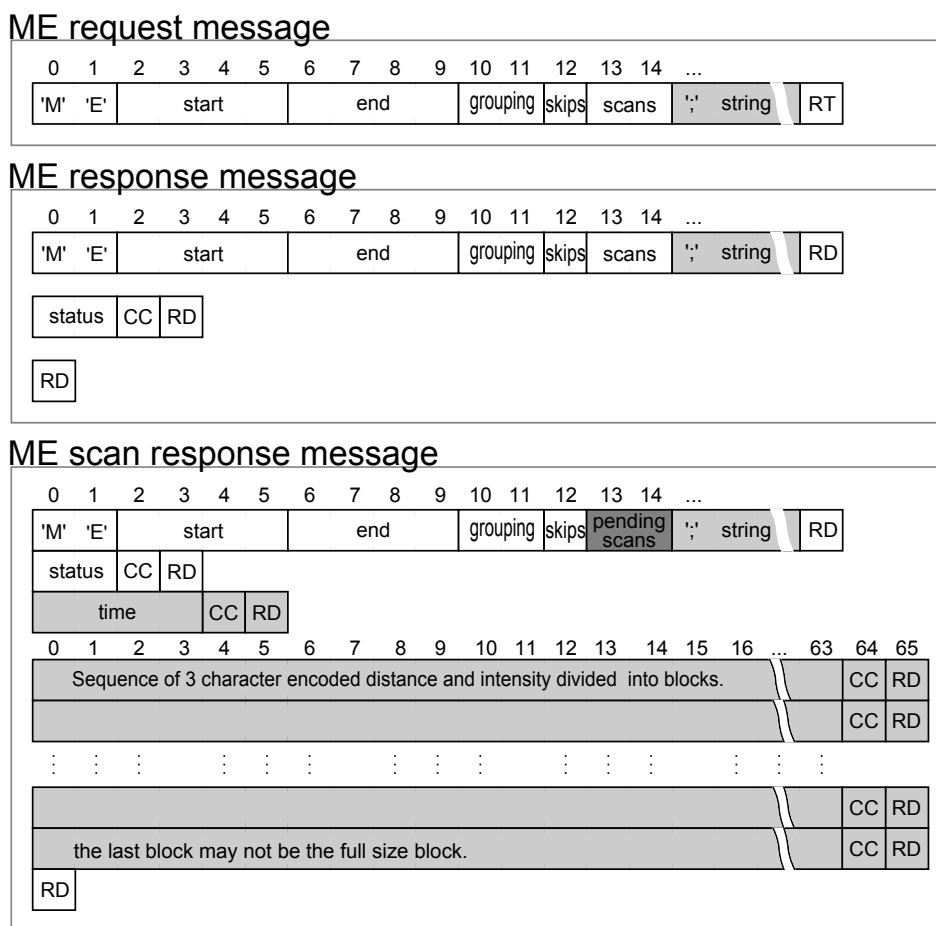 ME request message
0 1 2 3 4 5 6 7 8 9 10 11 12 13 14 ...
'M' 'E' start end grouping skips scans ';' string RT
ME response message
0 1 2 3 4 5 6 7 8 9 10 11 12 13 14 ...
'M' 'E' start end grouping skips scans ';' string RD
status CC RD
RD
ME scan response message
0 1 2 3 4 5 6 7 8 9 10 11 12 13 14 ...
'M' 'E' start end grouping skips pending scans ';' string RD
status CC RD
time CC RD
0 1 2 3 4 5 6 7 8 9 10 11 12 13 14 15 16 ... 63 64 65
Sequence of 3 character encoded distance and intensity divided into blocks. CC RD
CC RD
CC RD
the last block may not be the full size block. CC RD
RD